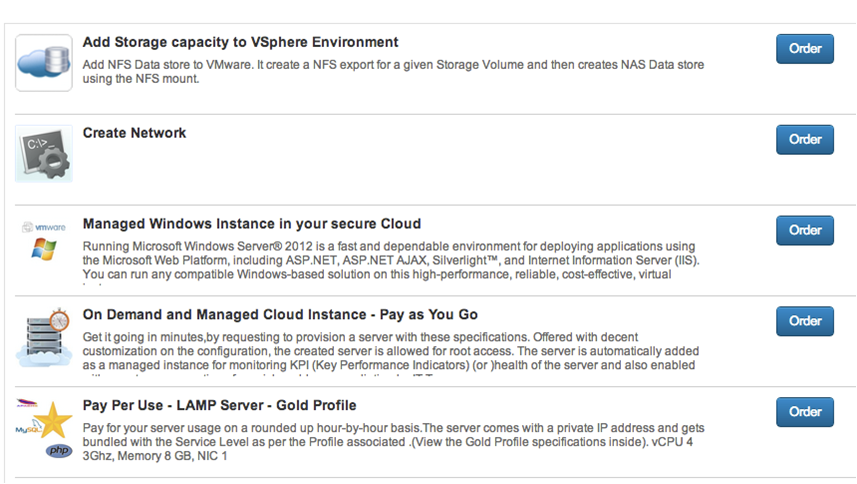 Add Storage capacity to VSphere Environment
Order
Add NFS Data store to VMware. It create a NFS export for a given Storage Volume and then creates NAS Data store
using the NFS mount.
C:\>_
Create Network
Order
vmware
Managed Windows Instance in your secure Cloud
Order
Running Microsoft Windows Server® 2012 is a fast and dependable environment for deploying applications using
the Microsoft Web Platform, including ASP.NET, ASP.NET AJAX, Silverlight™, and Internet Information Server (IIS).
You can run any compatible Windows-based solution on this high-performance, reliable, cost-effective, virtual
On Demand and Managed Cloud Instance - Pay as You Go
Order
Get it going in minutes,by requesting to provision a server with these specifications. Offered with decent
customization on the configuration, the created server is allowed for root access. The server is automatically added
as a managed instance for monitoring KPI (Key Performance Indicators) (or )health of the server and also enabled
Pay Per Use - LAMP Server - Gold Profile
Order
MySQL
php
Pay for your server usage on a rounded up hour-by-hour basis.The server comes with a private IP address and gets
bundled with the Service Level as per the Profile associated .(View the Gold Profile specifications inside). vCPU 4
3Ghz, Memory 8 GB, NIC 1